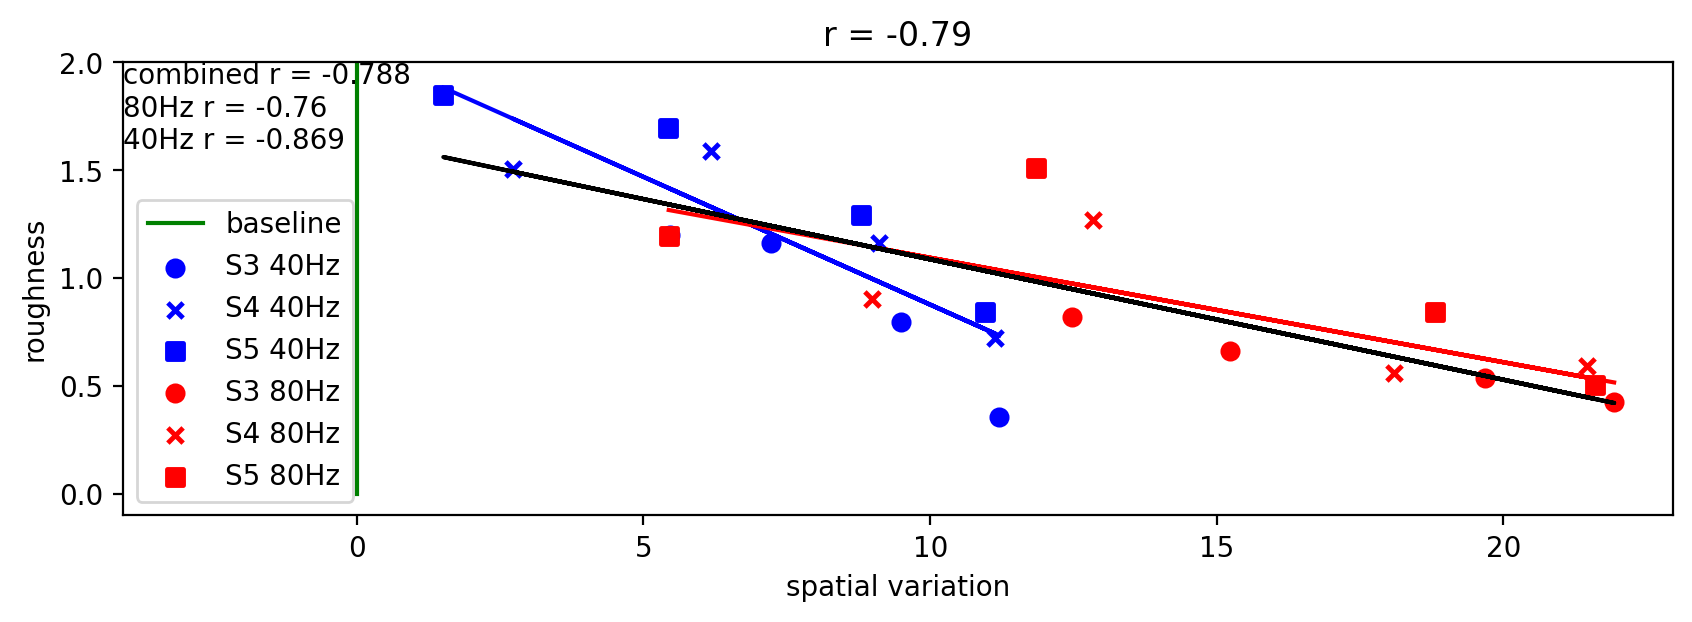 r = -0.79
combined r = -0.788
80Hz r = -0.76
40Hz r = -0.869
baseline
S3 40Hz
S4 40Hz
S5 40Hz
S3 80Hz
S4 80Hz
S5 80Hz
roughness
2.0
1.5
1.0
0.5
0.0
0 5 10 15 20
spatial variation